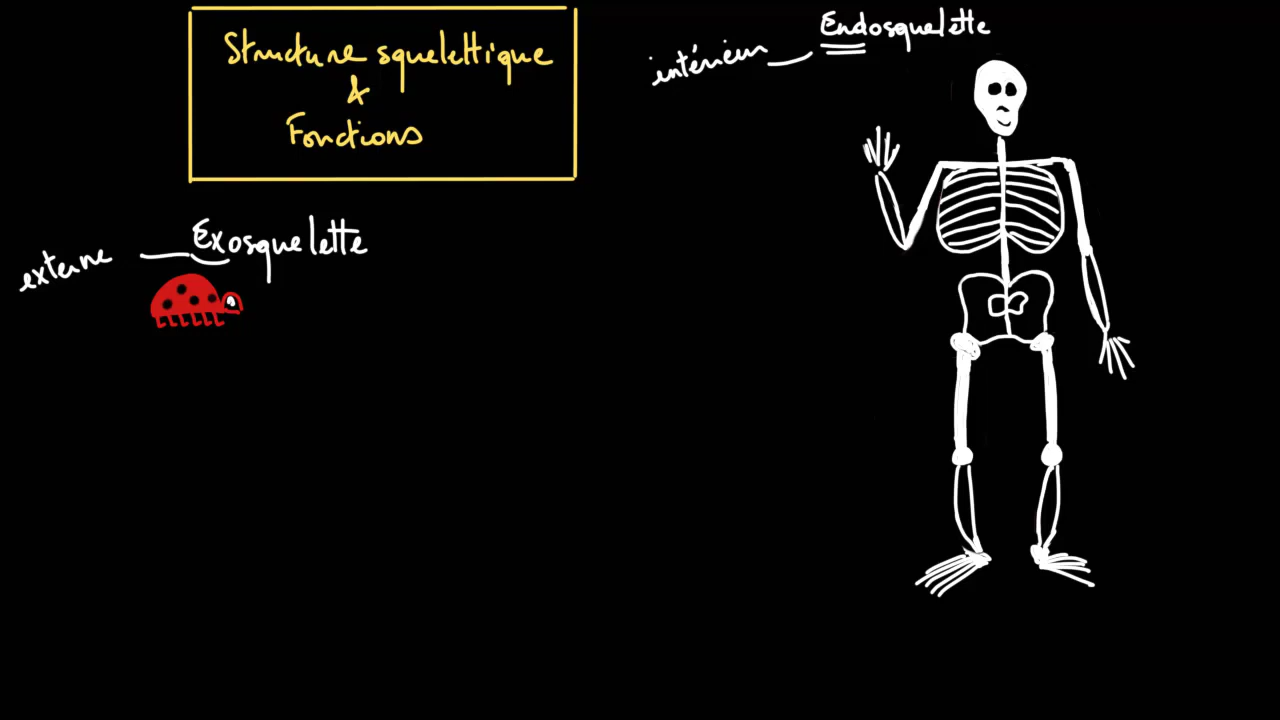 Structure squelettique
&
Fonctions
intérieur
Endosquelette
externe
Exosquelette